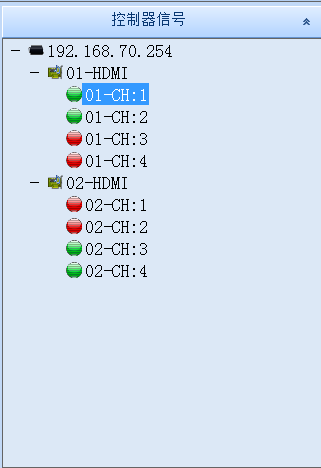 控制器信号
192.168.70.254
01-HDMI
01-CH:1
01-CH:2
01-CH:3
01-CH:4
02-HDMI
02-CH:1
02-CH:2
02-CH:3
02-CH:4